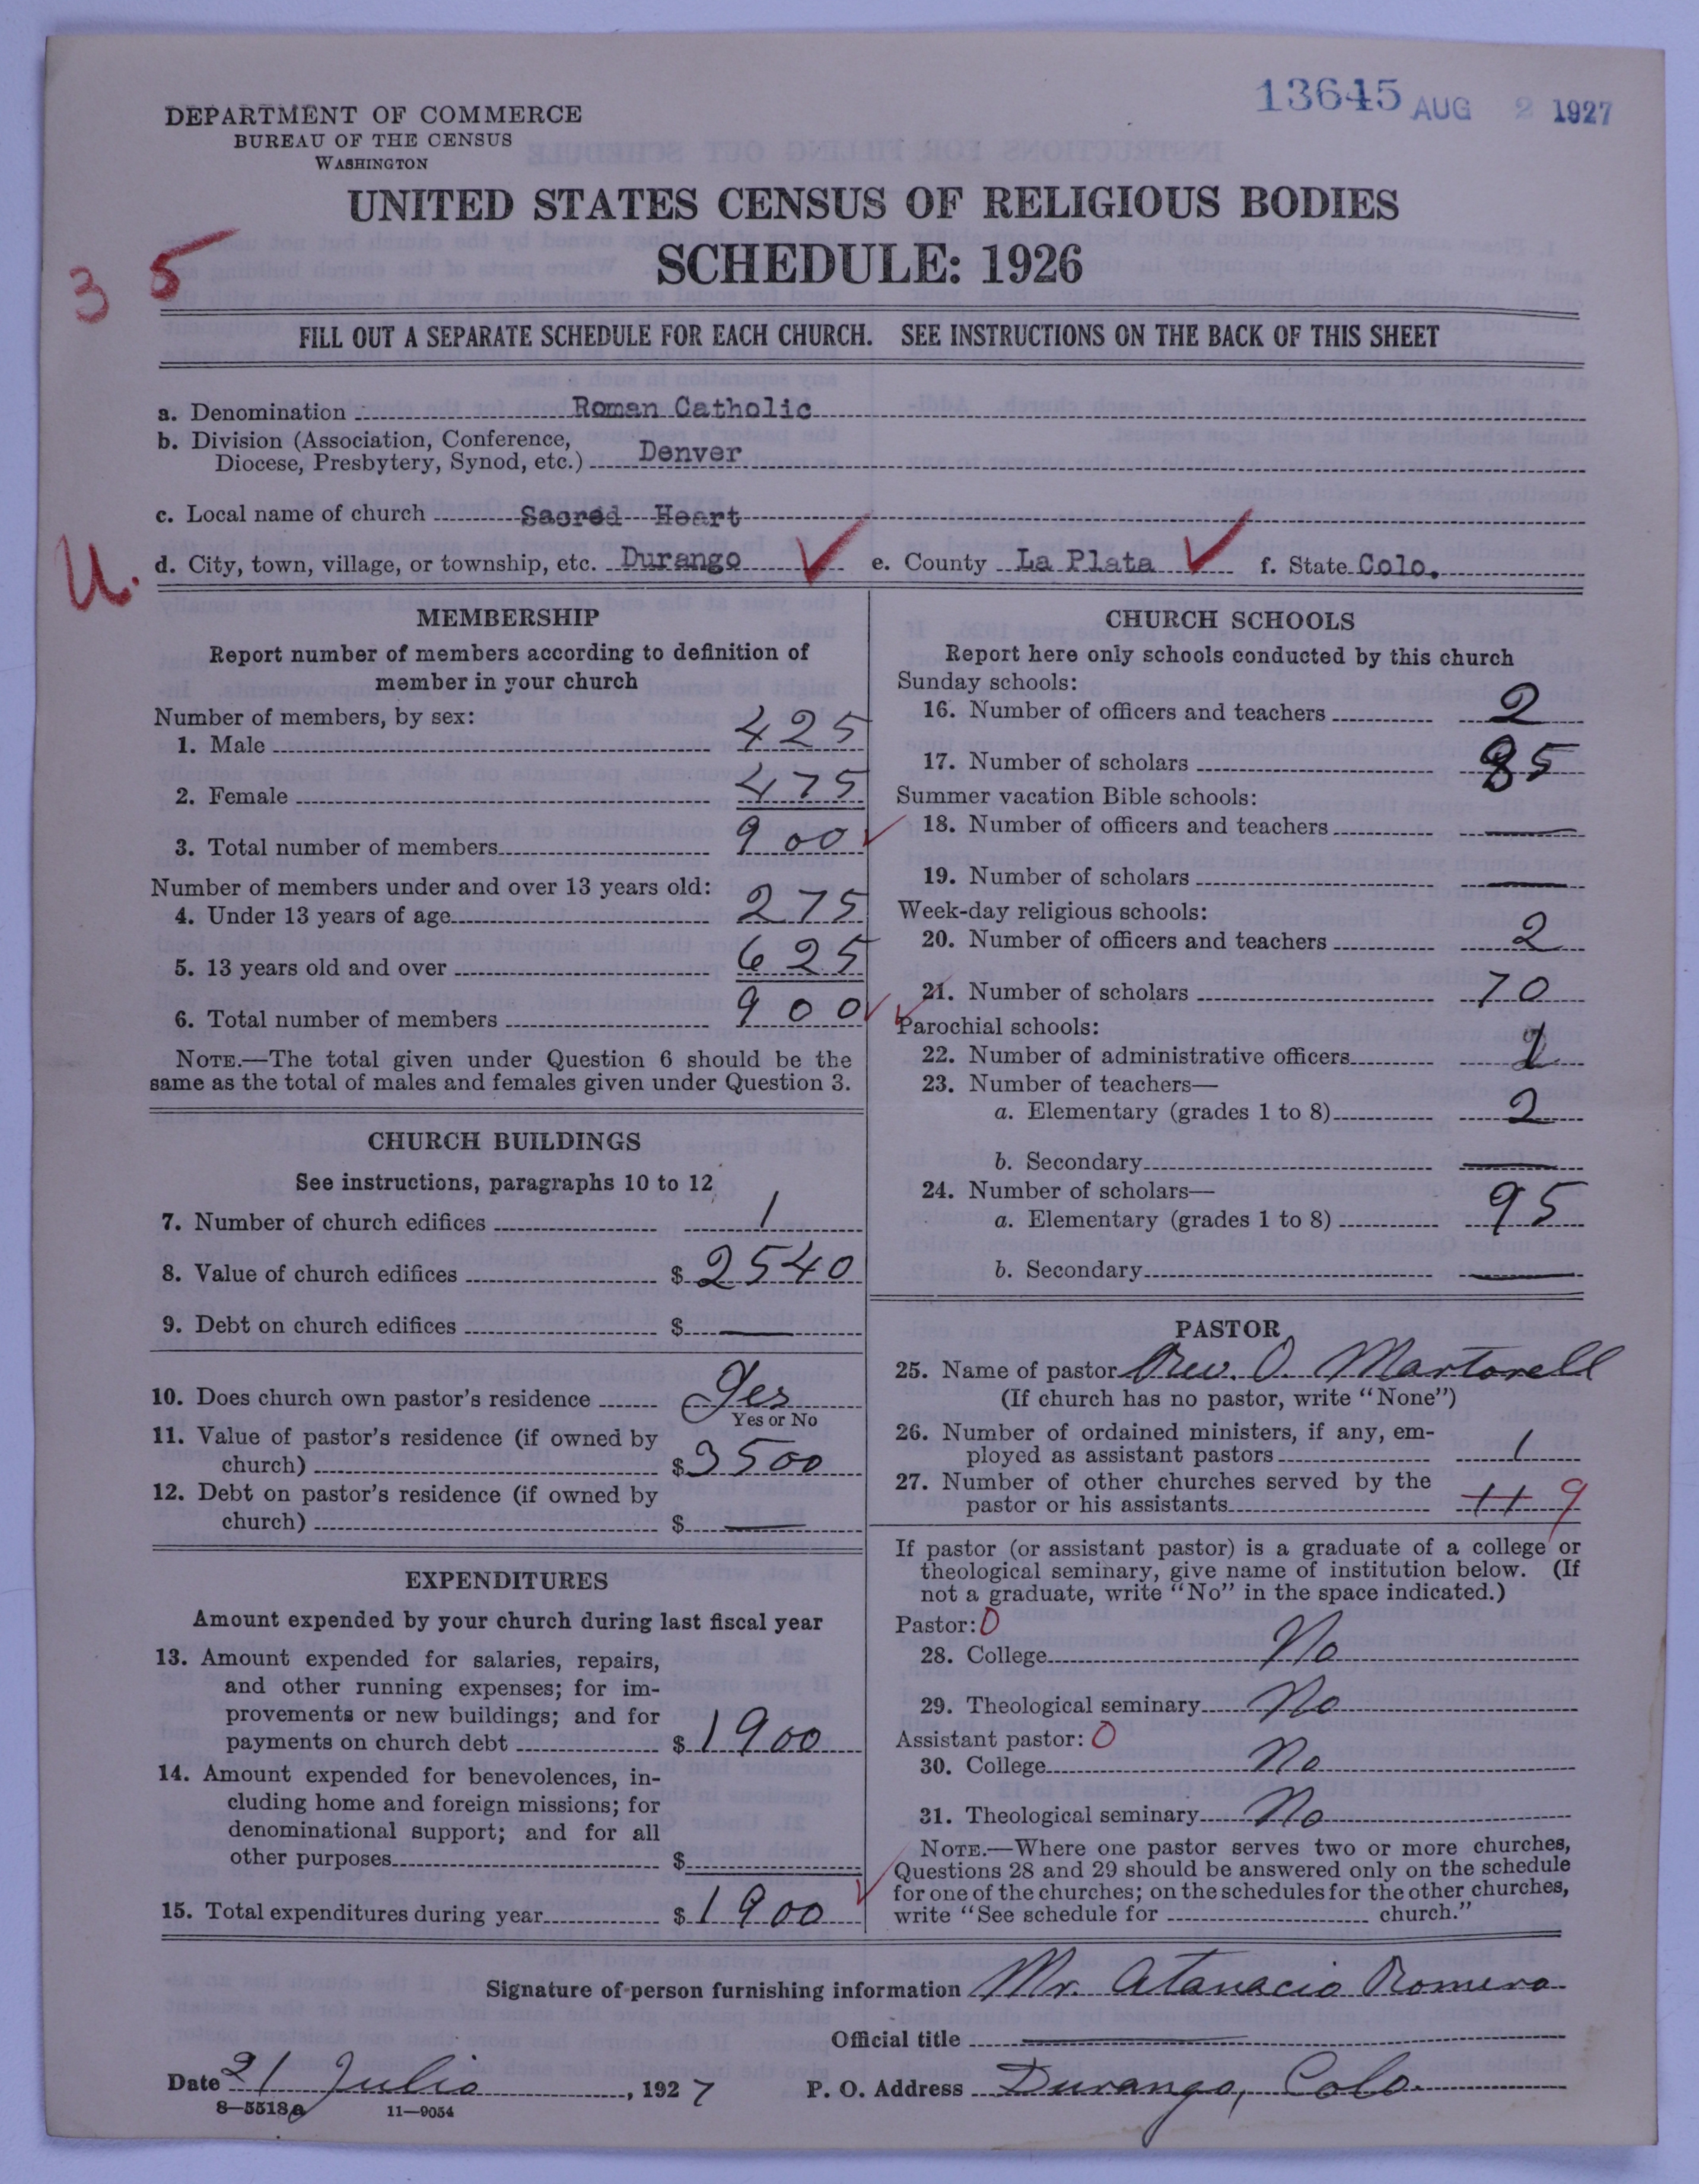 13645 AUG 2 1927
DEPARTMENT OF COMMERCE
BUREAU OF THE CENSUS
WASHINGTON
UNITED STATES CENSUS OF RELIGIOUS BODIES
SCHEDULE: 1926
3 5
FILL OUT A SEPARATE SCHEDULE FOR EACH CHURCH. SEE INSTRUCTIONS ON THE BACK OF THIS SHEET
a. Denomination Roman Catholic
b. Division (Association, Conference,
Diocese, Presbytery, Synod, etc.) Denver
c. Local name of church Sacred Heart
U. d. City, town, village, or township, etc. Durango ✓ e. County La Plata ✓ f. State Colo.
MEMBERSHIP
Report number of members according to definition of
member in your church
Number of members, by sex:
1. Male 425
2. Female 475
3. Total number of members 900 ✓
Number of members under and over 13 years old:
4. Under 13 years of age 275
5. 13 years old and over 625
6. Total number of members 900 ✓
NOTE.—The total given under Question 6 should be the
same as the total of males and females given under Question 3.
CHURCH BUILDINGS
See instructions, paragraphs 10 to 12
7. Number of church edifices 1
8. Value of church edifices $ 2540
9. Debt on church edifices $ —
10. Does church own pastor's residence Yes
Yes or No
11. Value of pastor's residence (if owned by
church) $ 3500
12. Debt on pastor's residence (if owned by
church) $ —
EXPENDITURES
Amount expended by your church during last fiscal year
13. Amount expended for salaries, repairs,
and other running expenses; for im-
provements or new buildings; and for
payments on church debt $ 1900
14. Amount expended for benevolences, in-
cluding home and foreign missions; for
denominational support; and for all
other purposes $
15. Total expenditures during year $ 1900 ✓
CHURCH SCHOOLS
Report here only schools conducted by this church
Sunday schools:
16. Number of officers and teachers 2
17. Number of scholars 85
Summer vacation Bible schools:
18. Number of officers and teachers —
19. Number of scholars —
Week-day religious schools:
20. Number of officers and teachers 2
21. Number of scholars 70
✓ Parochial schools:
22. Number of administrative officers 1
23. Number of teachers—
a. Elementary (grades 1 to 8) 2
b. Secondary —
24. Number of scholars—
a. Elementary (grades 1 to 8) 95
b. Secondary —
PASTOR
25. Name of pastor Rev. O. Martorell
(If church has no pastor, write "None")
26. Number of ordained ministers, if any, em-
ployed as assistant pastors 1
27. Number of other churches served by the
pastor or his assistants 11 9
If pastor (or assistant pastor) is a graduate of a college or
theological seminary, give name of institution below. (If
not a graduate, write "No" in the space indicated.)
Pastor: 0
28. College No
29. Theological seminary No
Assistant pastor: 0
30. College No
31. Theological seminary No
NOTE.—Where one pastor serves two or more churches,
Questions 28 and 29 should be answered only on the schedule
for one of the churches; on the schedules for the other churches,
write "See schedule for church."
Signature of person furnishing information Mr. Atanacio Romero
Official title —
Date 21 Julio, 1927 P. O. Address Durango, Colo.
8—5518a 11—9054